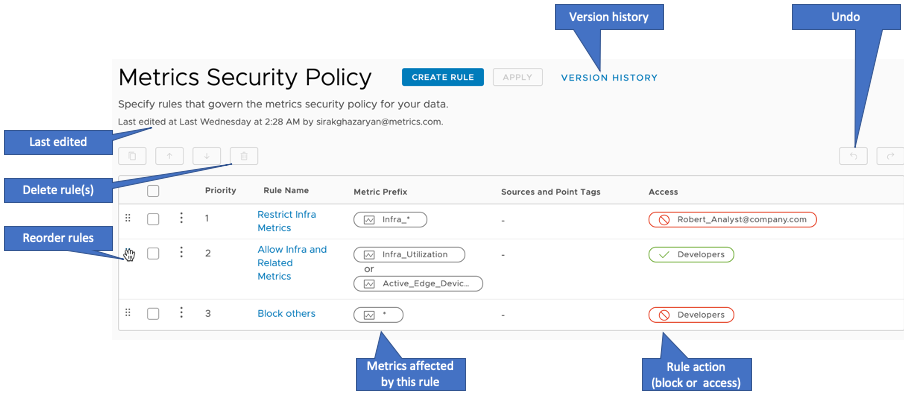 Version history
Undo
Metrics Security Policy
CREATE RULE
APPLY
VERSION HISTORY
Specify rules that govern the metrics security policy for your data.
Last edited at Last Wednesday at 2:28 AM by sirakghazaryan@metrics.com.
Last edited
Delete rule(s)
Reorder rules
Priority Rule Name Metric Prefix Sources and Point Tags Access
1 Restrict Infra Infra_* - Robert_Analyst@company.com
Metrics
2 Allow Infra and Infra_Utilization - Developers
Related or
Metrics Active_Edge_Devic...
3 Block others * - Developers
Metrics affected
by this rule
Rule action
(block or access)